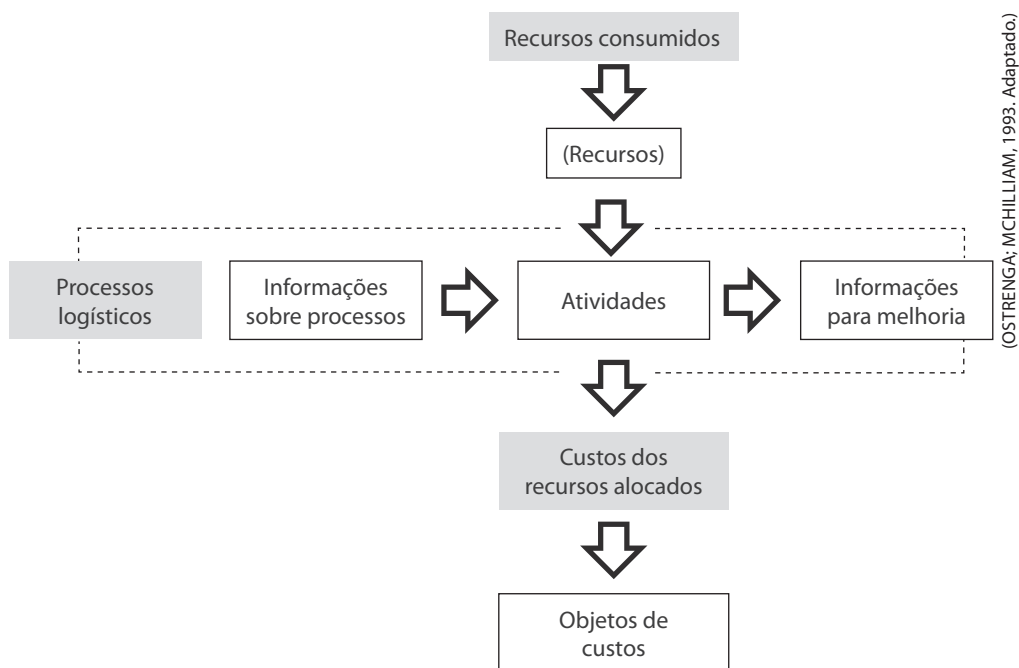 Recursos consumidos
(Recursos)
Processos
logísticos
Informações
sobre processos
Atividades
Informações
para melhoria
Custos dos
recursos alocados
Objetos de
custos
(OSTRENGA; MCHILLIAM, 1993. Adaptado.)